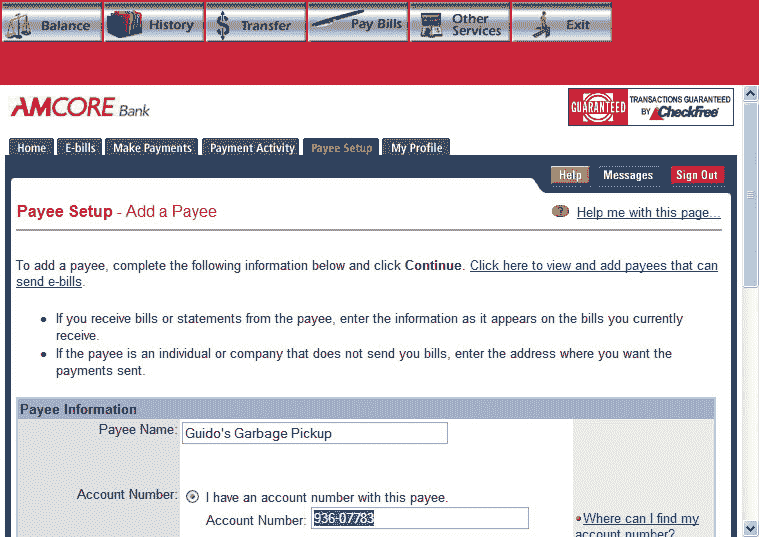 Balance History Transfer Pay Bills Other Services Exit
AMCORE Bank
GUARANTEED TRANSACTIONS GUARANTEED BY CheckFree
Home E-bills Make Payments Payment Activity Payee Setup My Profile
Help Messages Sign Out
Payee Setup - Add a Payee
? Help me with this page...
To add a payee, complete the following information below and click Continue. Click here to view and add payees that can
send e-bills.
• If you receive bills or statements from the payee, enter the information as it appears on the bills you currently
receive.
• If the payee is an individual or company that does not send you bills, enter the address where you want the
payments sent.
Payee Information
Payee Name: Guido's Garbage Pickup
Account Number: I have an account number with this payee.
Account Number: 936-07783
Where can I find my
account number?